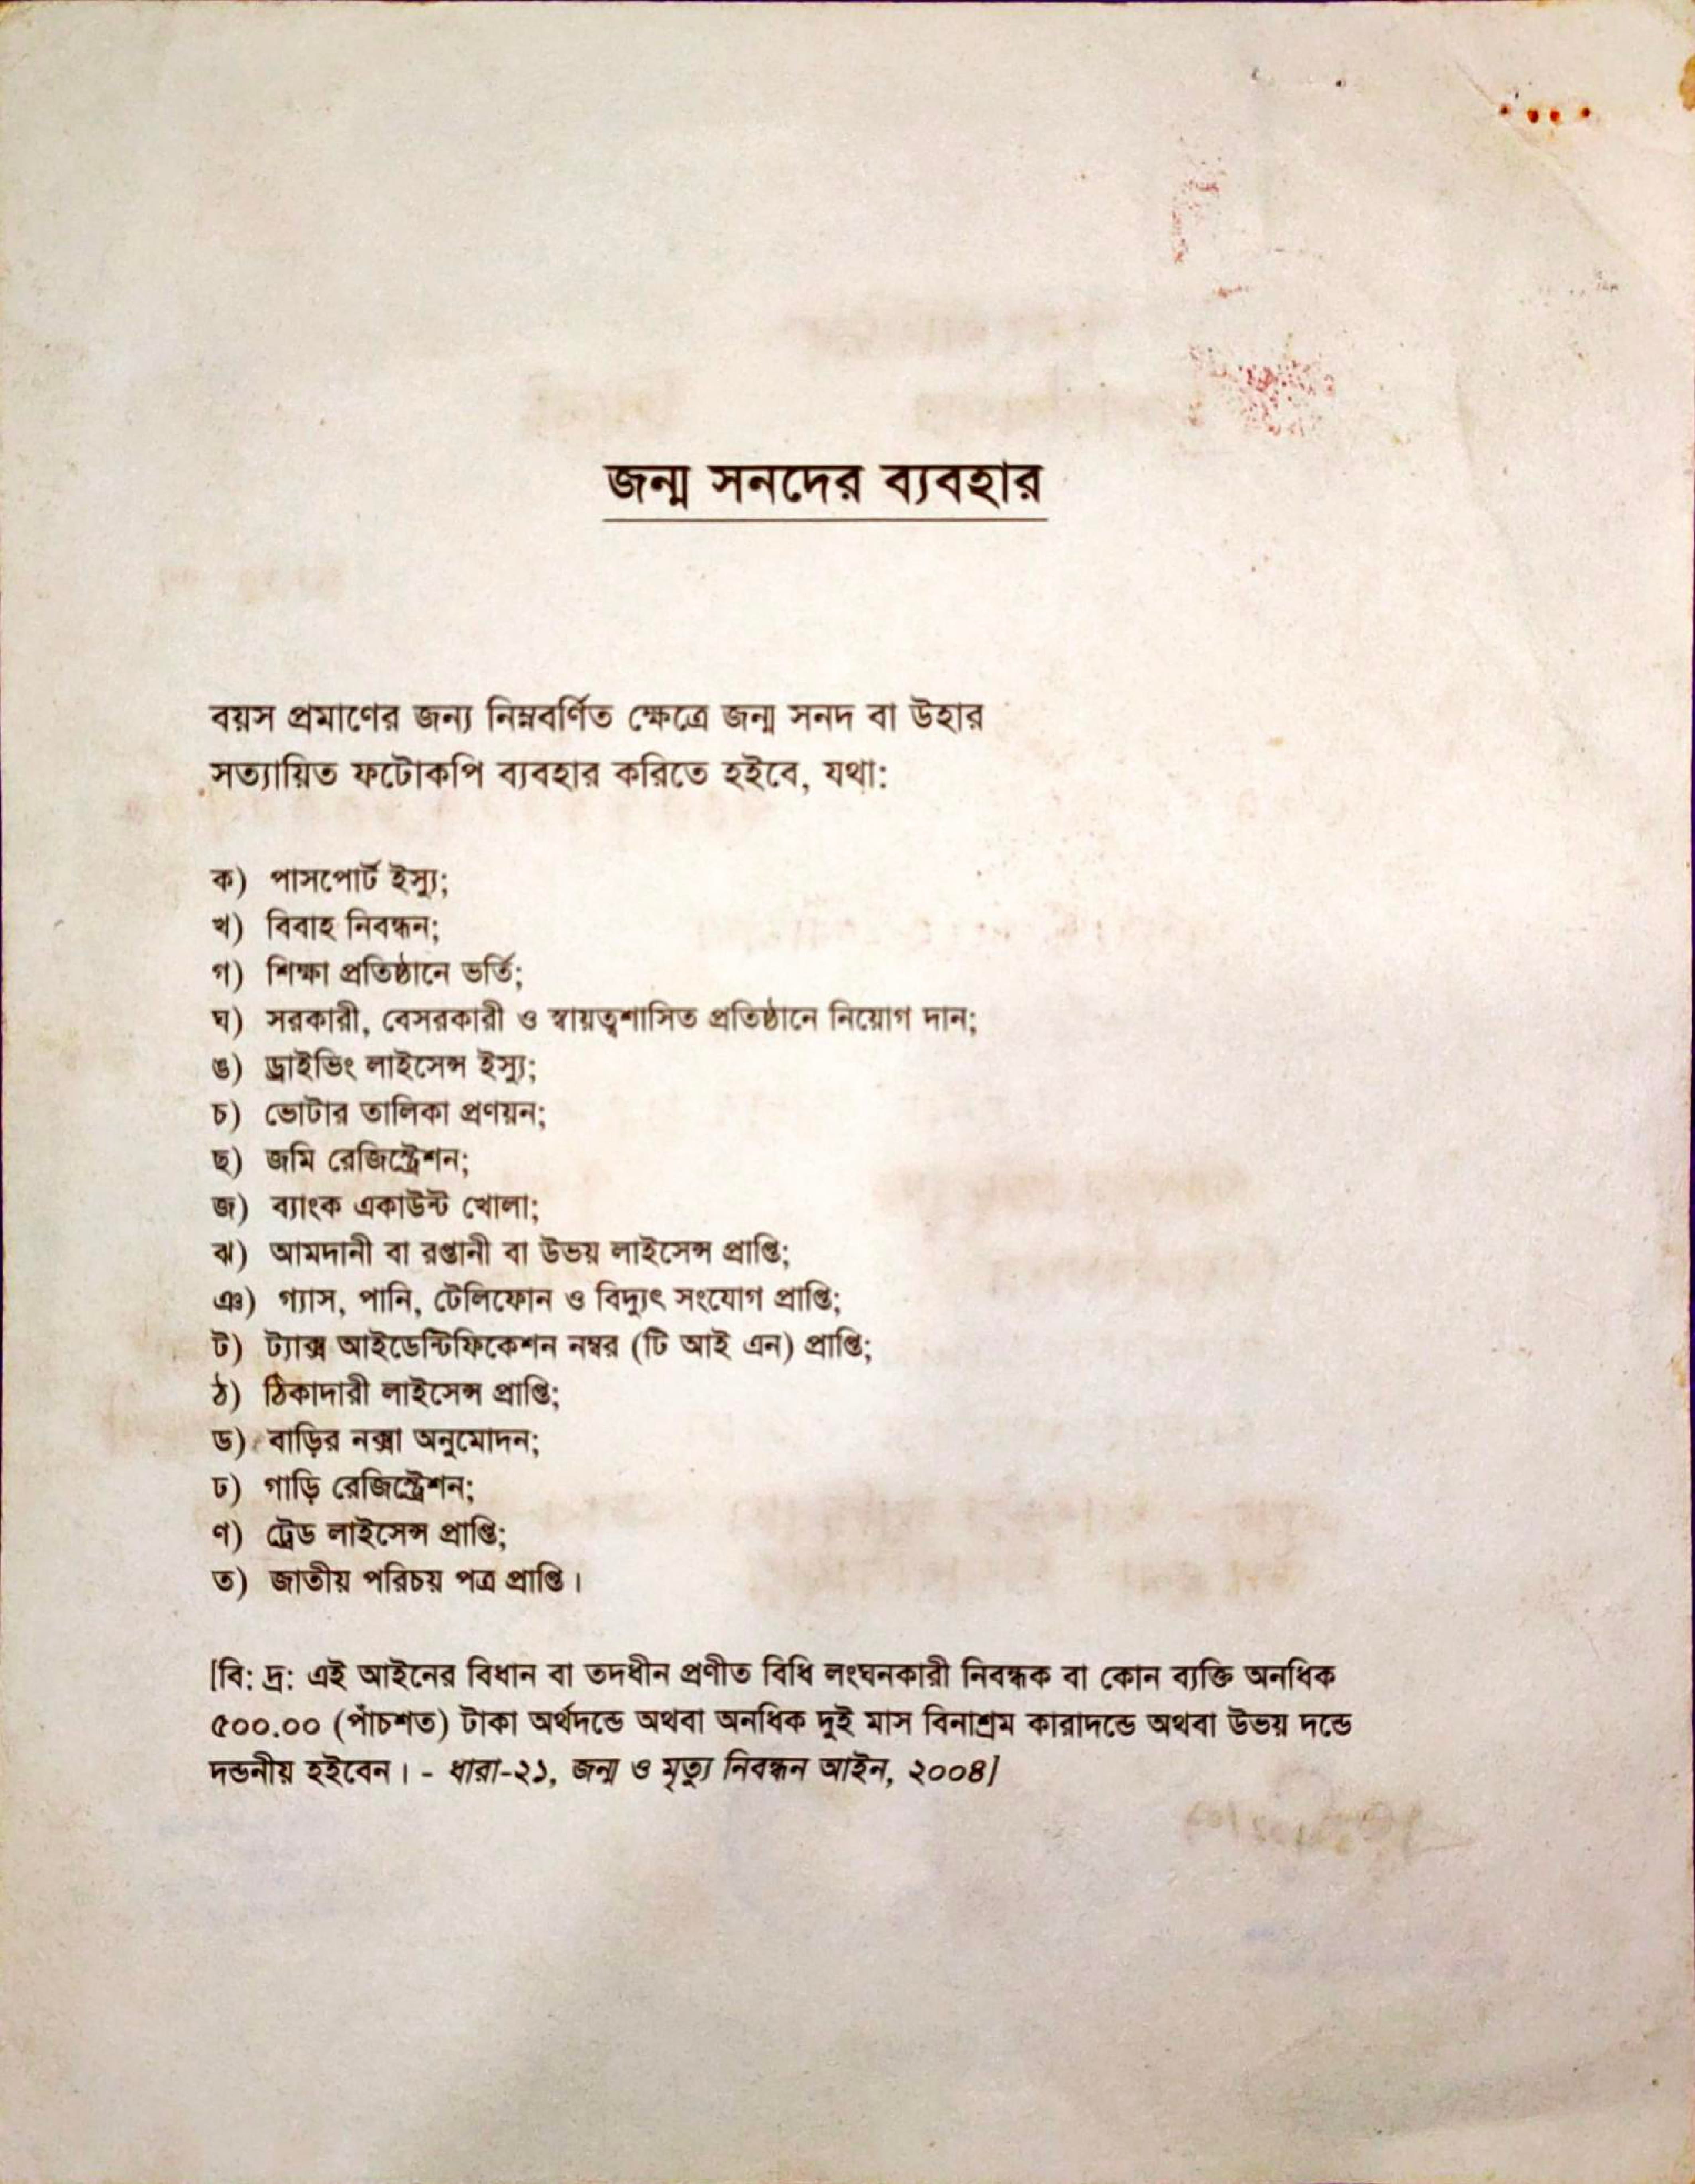 জন্ম সনদের ব্যবহার
বয়স প্রমাণের জন্য নিম্নবর্ণিত ক্ষেত্রে জন্ম সনদ বা উহার
সত্যায়িত ফটোকপি ব্যবহার করিতে হইবে, যথা:
ক) পাসপোর্ট ইস্যু;
খ) বিবাহ নিবন্ধন;
গ) শিক্ষা প্রতিষ্ঠানে ভর্তি;
ঘ) সরকারী, বেসরকারী ও স্বায়ত্বশাসিত প্রতিষ্ঠানে নিয়োগ দান;
ঙ) ড্রাইভিং লাইসেন্স ইস্যু;
চ) ভোটার তালিকা প্রণয়ন;
ছ) জমি রেজিস্ট্রেশন;
জ) ব্যাংক একাউন্ট খোলা;
ঝ) আমদানী বা রপ্তানী বা উভয় লাইসেন্স প্রাপ্তি;
ঞ) গ্যাস, পানি, টেলিফোন ও বিদ্যুৎ সংযোগ প্রাপ্তি;
ট) ট্যাক্স আইডেন্টিফিকেশন নম্বর (টি আই এন) প্রাপ্তি;
ঠ) ঠিকাদারী লাইসেন্স প্রাপ্তি;
ড) বাড়ির নক্সা অনুমোদন;
ঢ) গাড়ি রেজিস্ট্রেশন;
ণ) ট্রেড লাইসেন্স প্রাপ্তি;
ত) জাতীয় পরিচয় পত্র প্রাপ্তি।
[বি: দ্র: এই আইনের বিধান বা তদধীন প্রণীত বিধি লংঘনকারী নিবন্ধক বা কোন ব্যক্তি অনধিক
৫০০.০০ (পাঁচশত) টাকা অর্থদন্ডে অথবা অনধিক দুই মাস বিনাশ্রম কারাদন্ডে অথবা উভয় দন্ডে
দন্ডনীয় হইবেন। - ধারা-২১, জন্ম ও মৃত্যু নিবন্ধন আইন, ২০০৪]